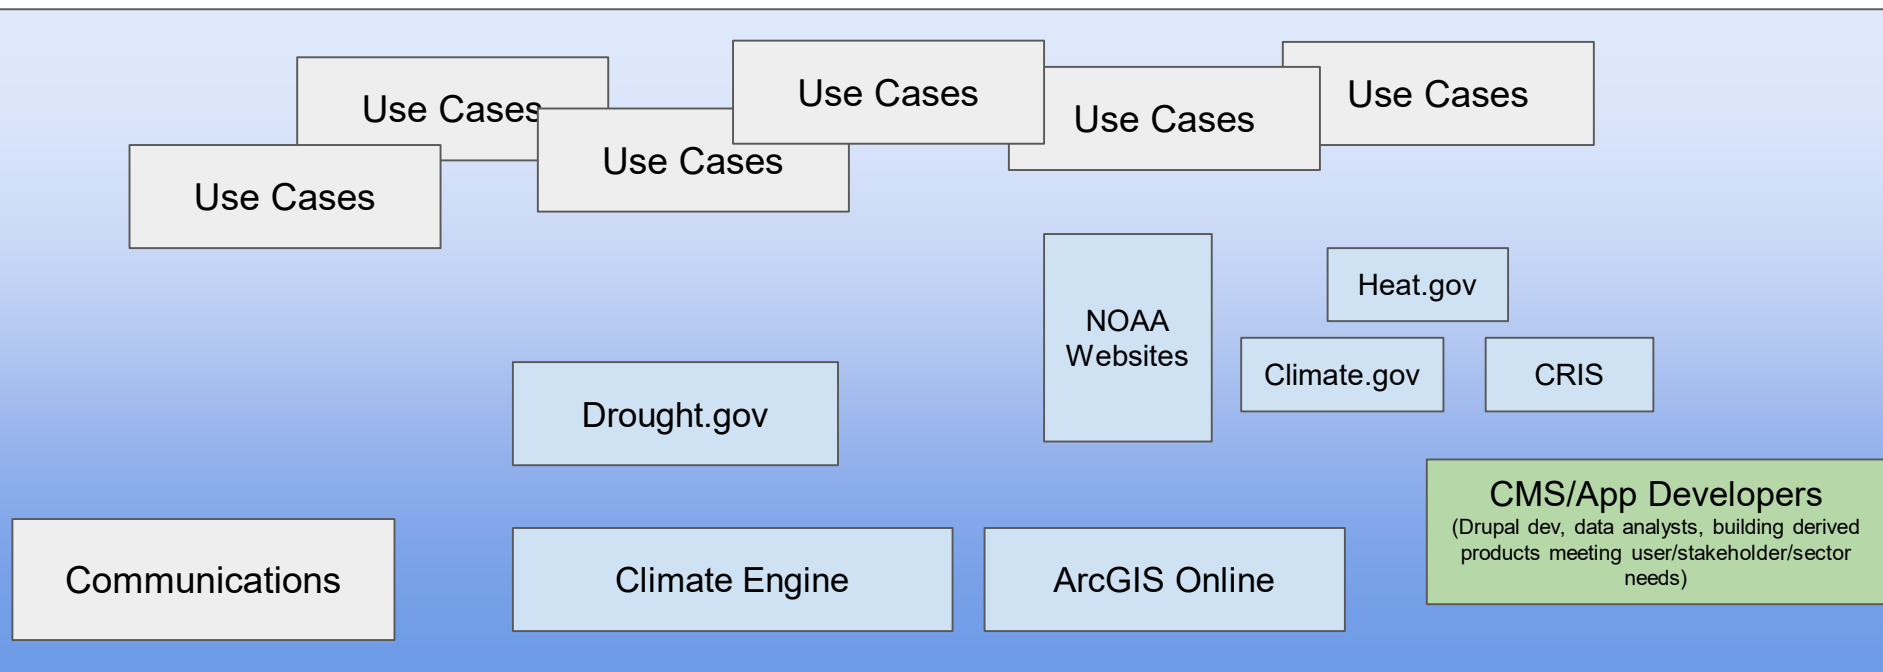 Use Cases
Use Cases
Use Cases
Use Cases
Use Cases
Use Cases
NOAA
Websites
Heat.gov
Climate.gov
CRIS
Drought.gov
CMS/App Developers
(Drupal dev, data analysts, building derived
products meeting user/stakeholder/sector
needs)
Communications
Climate Engine
ArcGIS Online